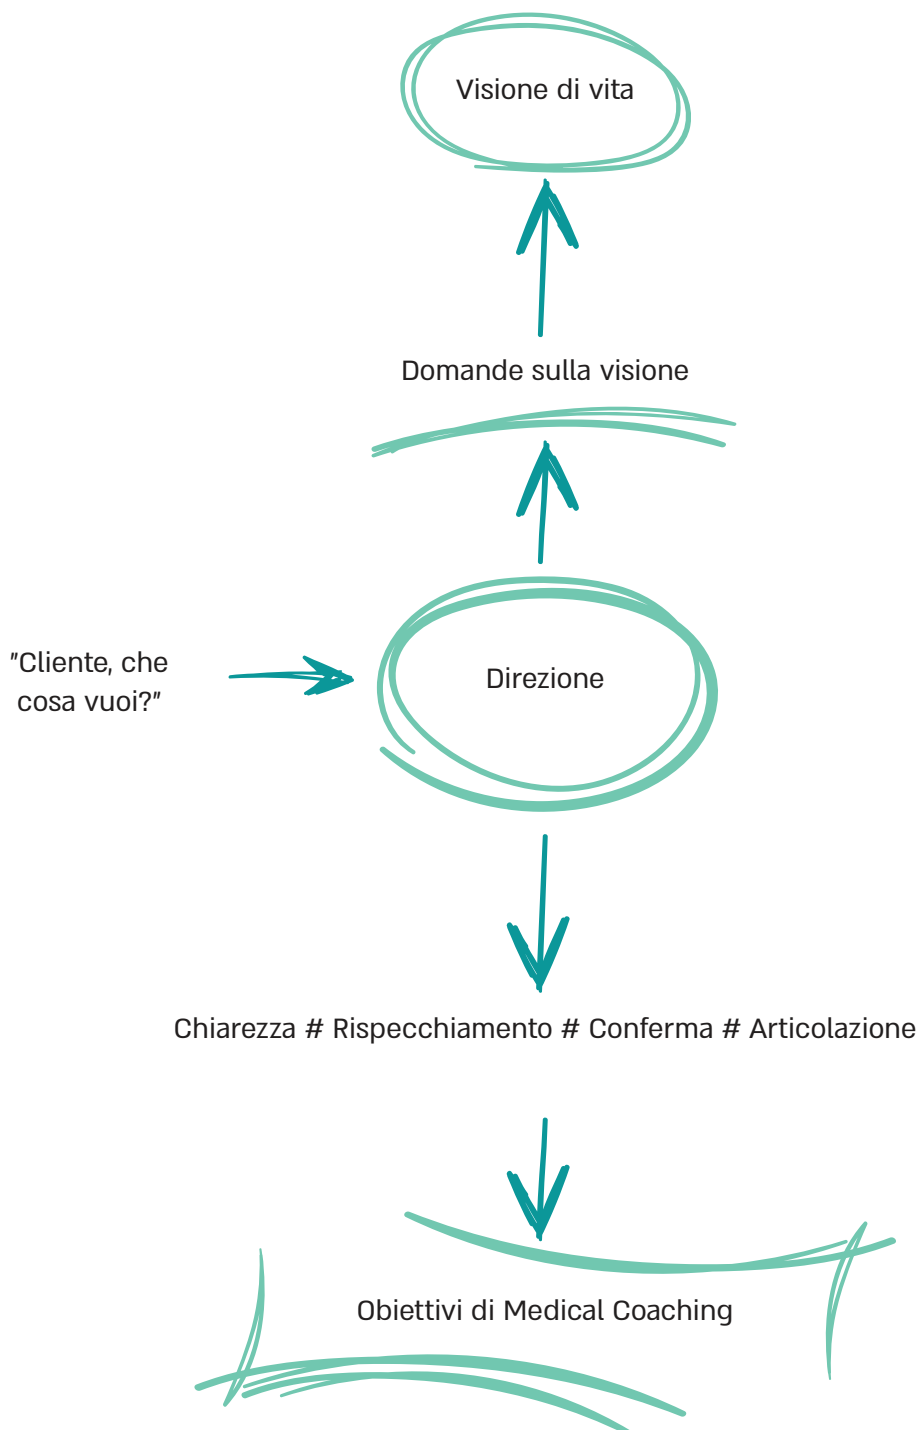 Visione di vita
Domande sulla visione
"Cliente, che
cosa vuoi?"
Direzione
Chiarezza # Rispecchiamento # Conferma # Articolazione
Obiettivi di Medical Coaching